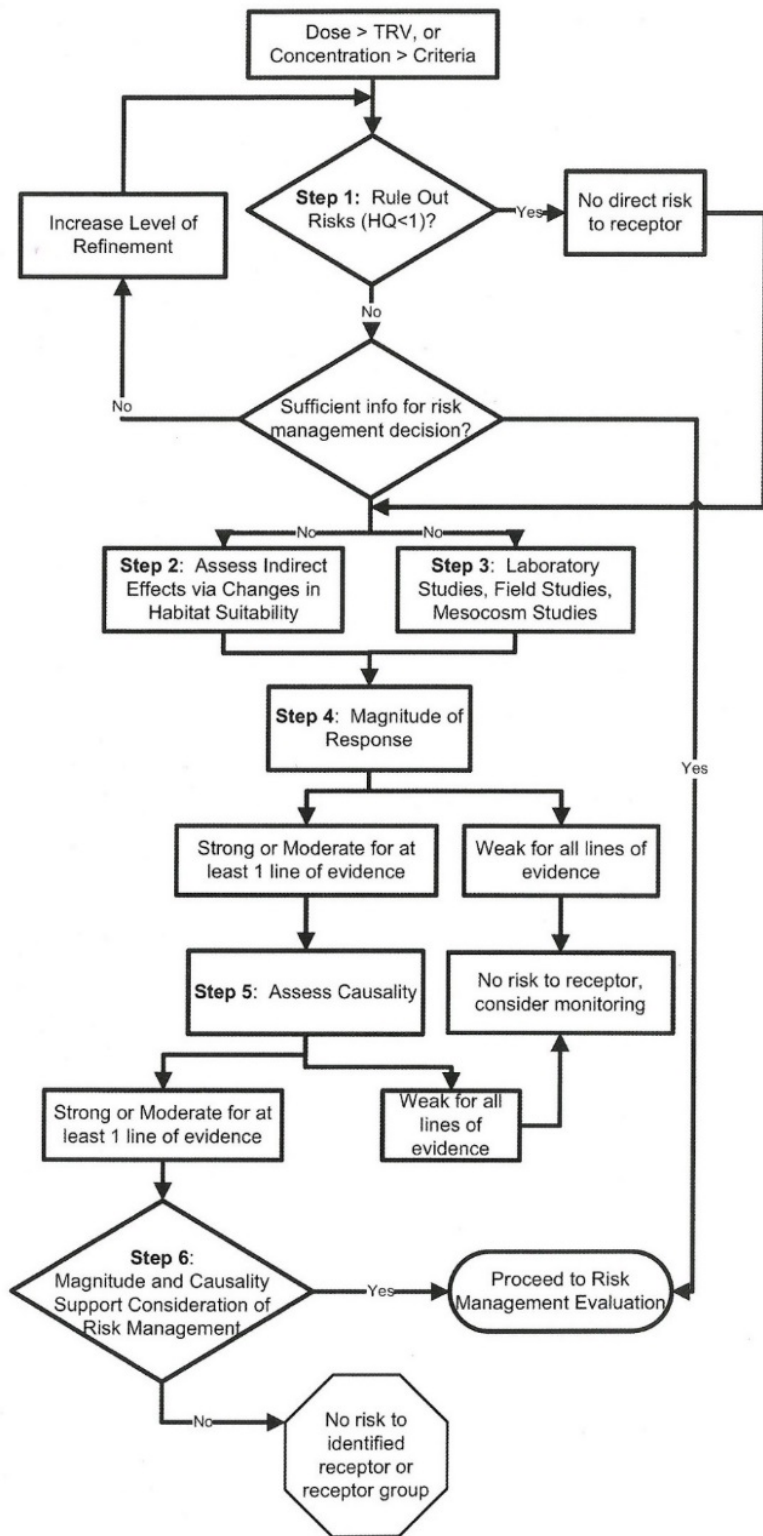 Dose > TRV, or
Concentration > Criteria
Step 1: Rule Out
Risks (HQ<1)?
Yes
No direct risk
to receptor
Increase Level of
Refinement
No
No
Sufficient info for risk
management decision?
No
No
Step 2: Assess Indirect
Effects via Changes in
Habitat Suitability
Step 3: Laboratory
Studies, Field Studies,
Mesocosm Studies
Step 4: Magnitude of
Response
Yes
Strong or Moderate for at
least 1 line of evidence
Weak for all lines of
evidence
Step 5: Assess Causality
No risk to receptor,
consider monitoring
Strong or Moderate for at
least 1 line of evidence
Weak for all
lines of
evidence
Step 6:
Magnitude and Causality
Support Consideration of
Risk Management
Yes
Proceed to Risk
Management Evaluation
No
No risk to
identified
receptor or
receptor group